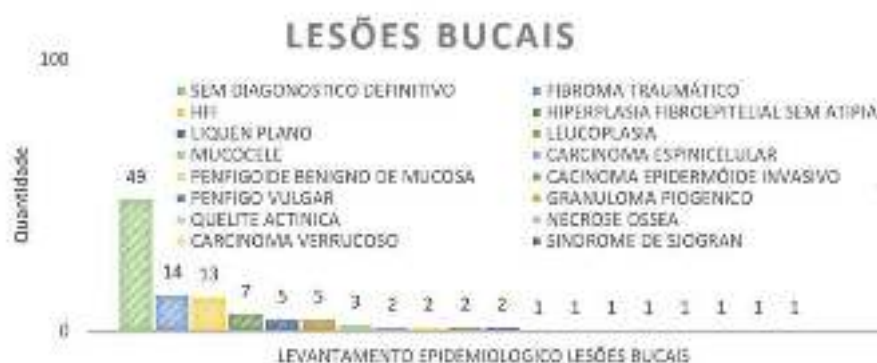 LESÕES BUCAIS
100
Quantidade
0
SEM DIAGONOSTICO DEFINITIVO
FIBROMA TRAUMÁTICO
HFI
HIPERPLASIA FIBROEPITELIAL SEM ATIPIA
LIQUEN PLANO
LEUCOPLASIA
MUCOCELE
CARCINOMA ESPINICELULAR
PENFIGOIDE BENIGNO DE MUCOSA
CACINOMA EPIDERMÓIDE INVASIVO
PENFIGO VULGAR
GRANULOMA PIOGENICO
QUELITE ACTINICA
NECROSE OSSEA
CARCINOMA VERRUCOSO
SINDROME DE SJOGRAN
49 14 13 7 5 5 3 2 2 2 2 1 1 1 1 1 1 1 1
LEVANTAMENTO EPIDEMIOLOGICO LESÕES BUCAIS